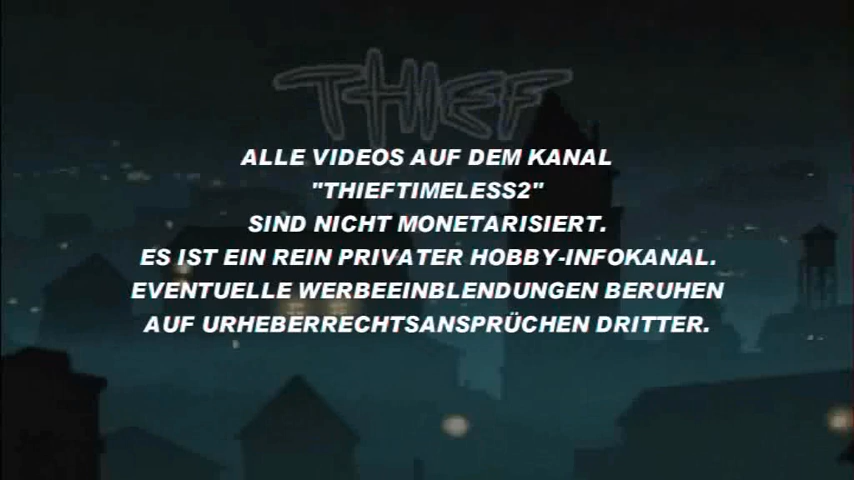 THIEF
ALLE VIDEOS AUF DEM KANAL
"THIEFTIMELESS2"
SIND NICHT MONETARISIERT.
ES IST EIN REIN PRIVATER HOBBY-INFOKANAL.
EVENTUELLE WERBEEINBLENDUNGEN BERUHEN
AUF URHEBERRECHTSANSPRÜCHEN DRITTER.